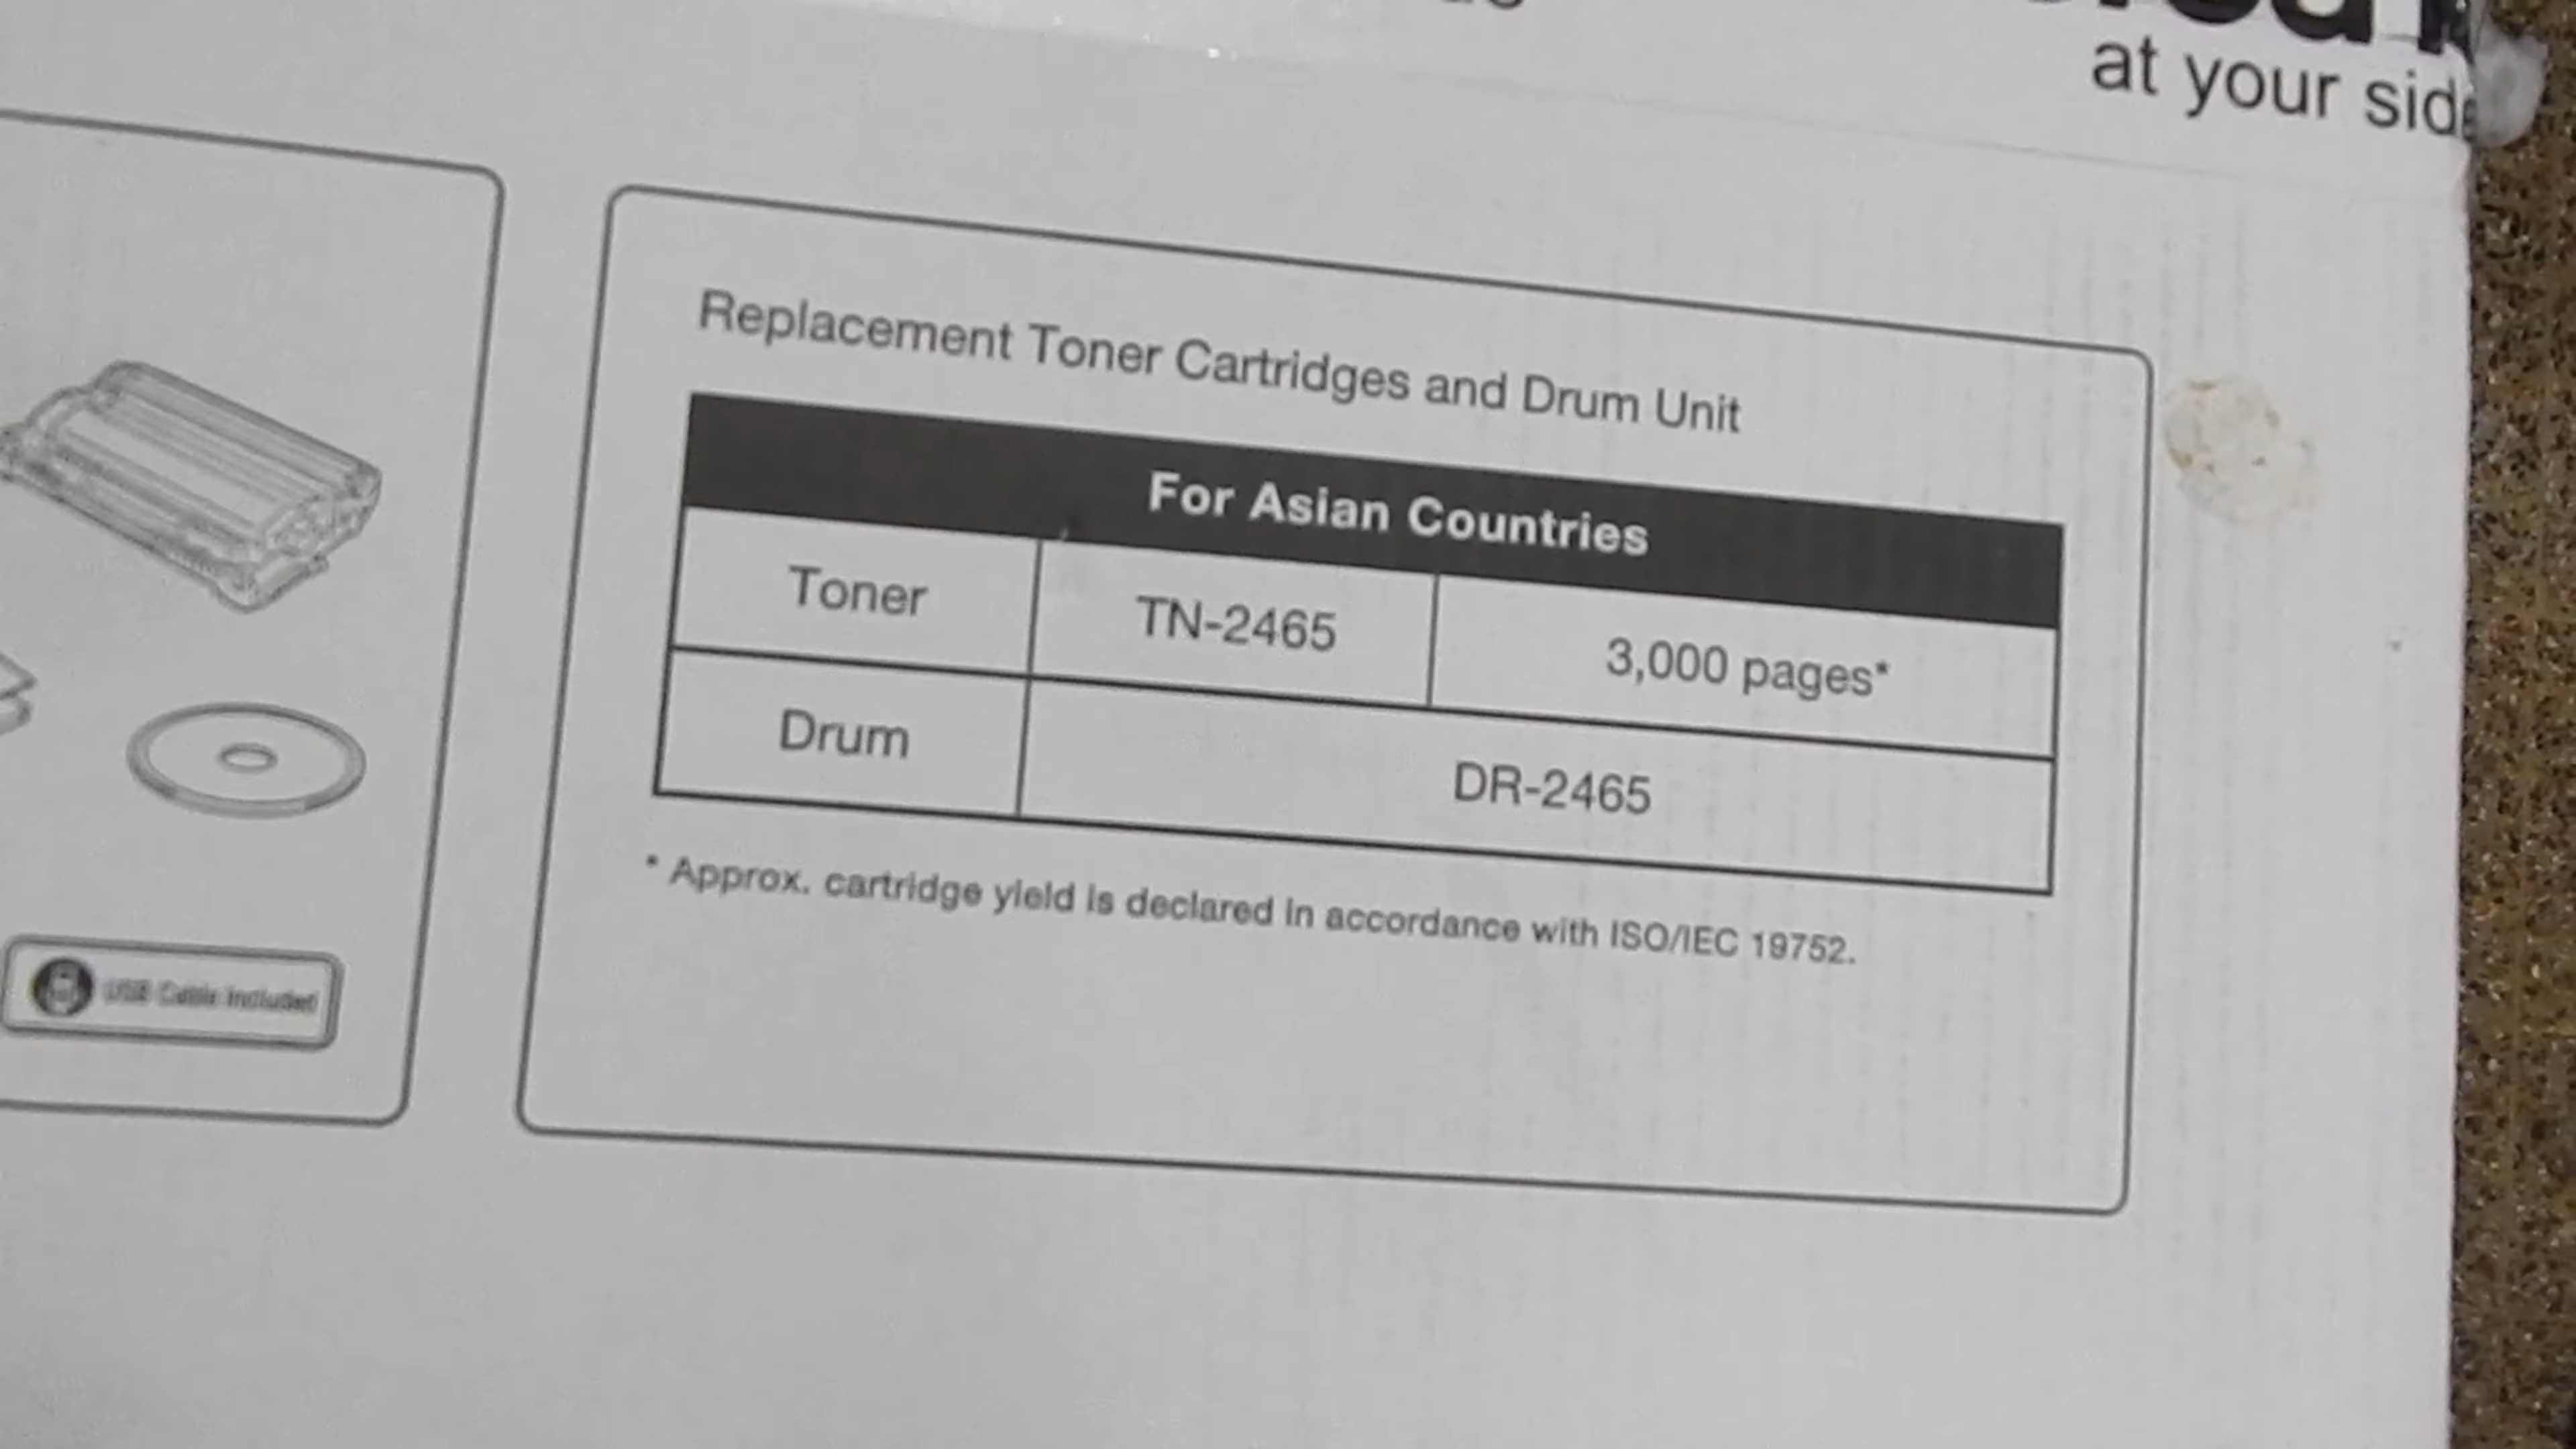 at your side
Replacement Toner Cartridges and Drum Unit
For Asian Countries
Toner TN-2465 3,000 pages*
Drum DR-2465
* Approx. cartridge yield is declared in accordance with ISO/IEC 19752.
USB Cable Included